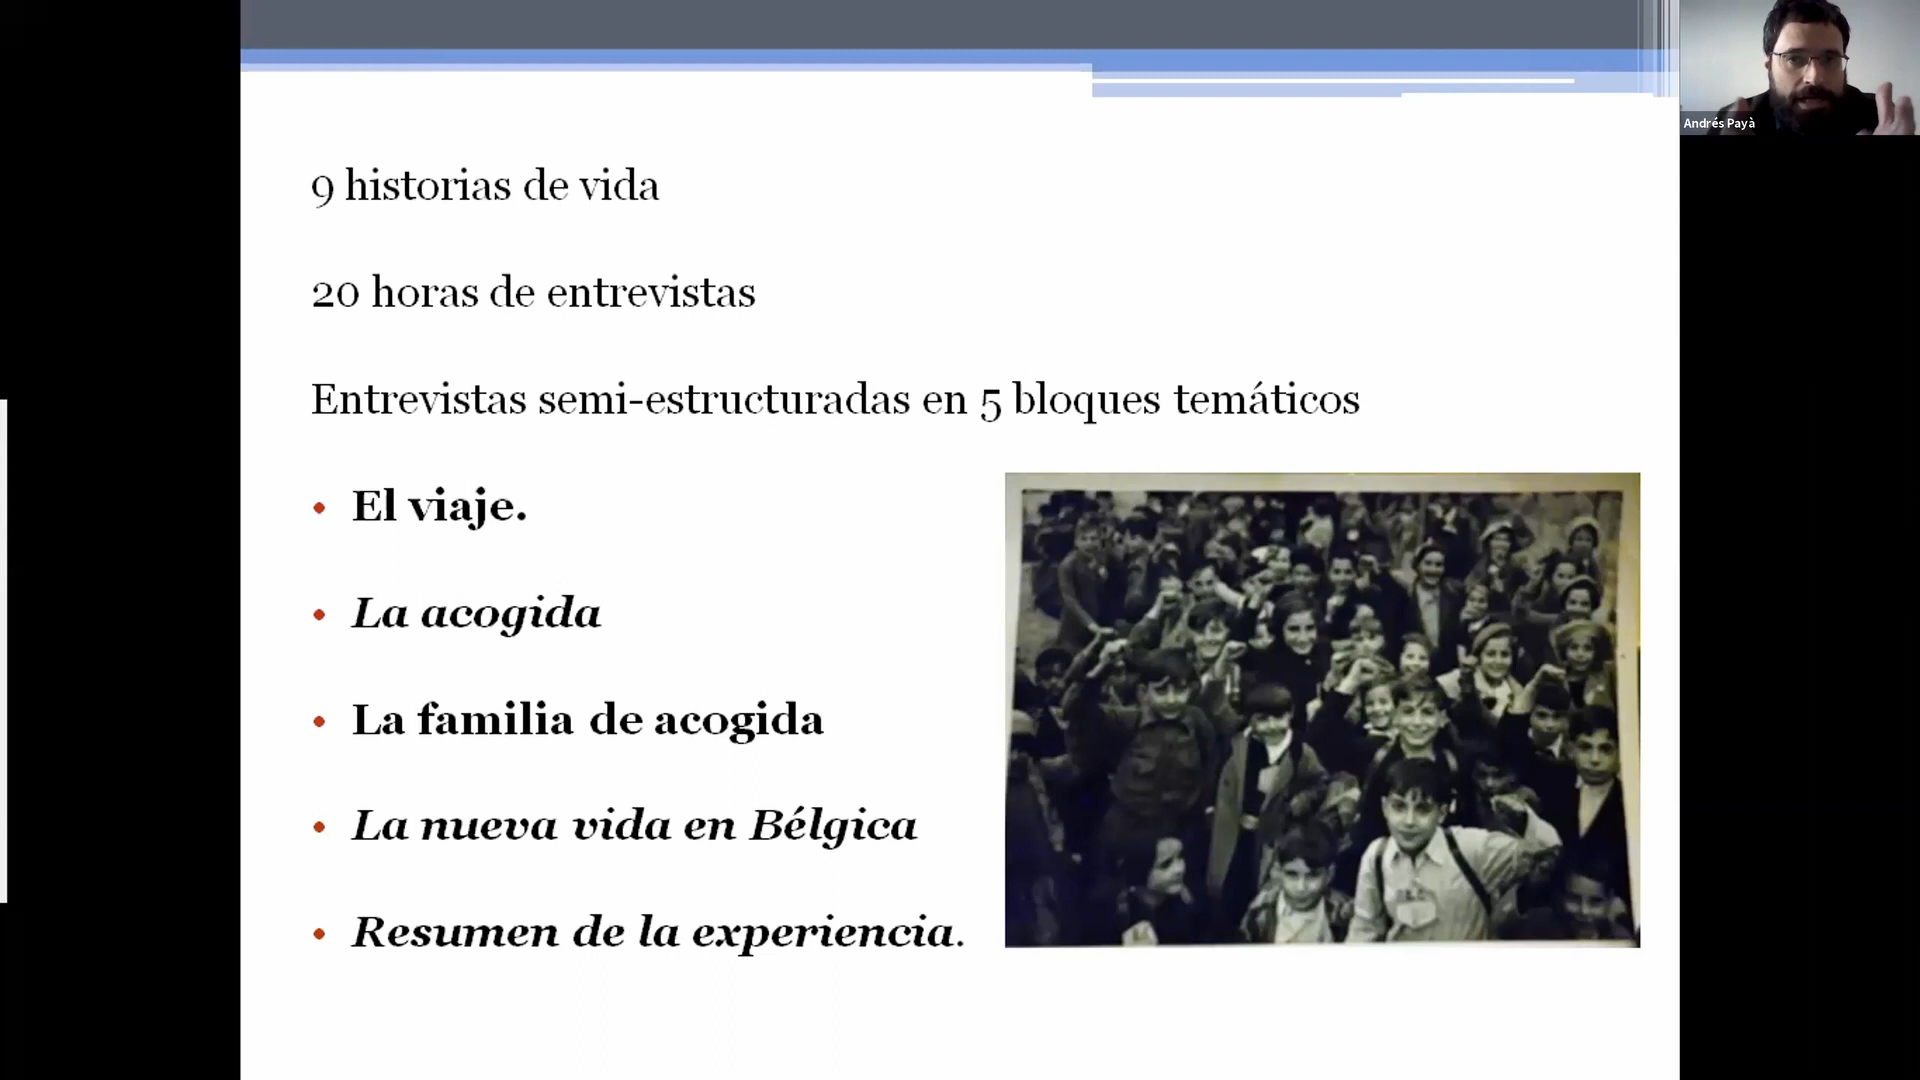 Andrés Payà
9 historias de vida
20 horas de entrevistas
Entrevistas semi-estructuradas en 5 bloques temáticos
• El viaje.
• La acogida
• La familia de acogida
• La nueva vida en Bélgica
• Resumen de la experiencia.